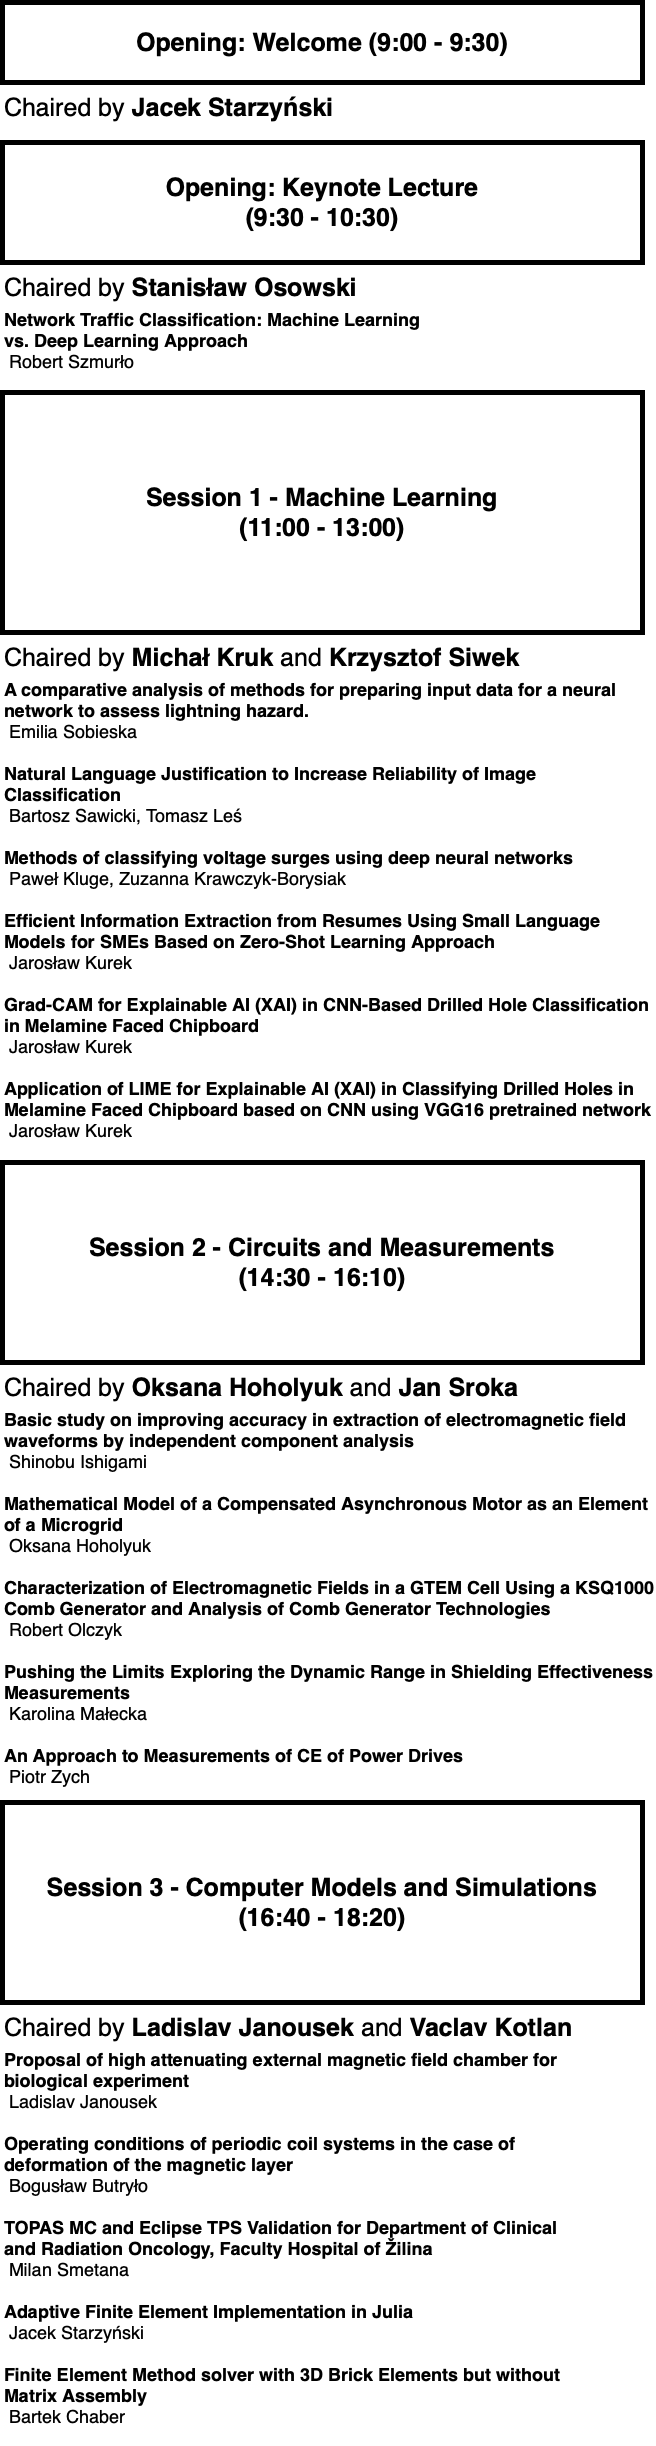 Opening: Welcome (9:00 - 9:30)
Chaired by Jacek Starzyński
Opening: Keynote Lecture
(9:30 - 10:30)
Chaired by Stanisław Osowski
Network Traffic Classification: Machine Learning
vs. Deep Learning Approach
Robert Szmurło
Session 1 - Machine Learning
(11:00 - 13:00)
Chaired by Michał Kruk and Krzysztof Siwek
A comparative analysis of methods for preparing input data for a neural
network to assess lightning hazard.
Emilia Sobieska
Natural Language Justification to Increase Reliability of Image
Classification
Bartosz Sawicki, Tomasz Leś
Methods of classifying voltage surges using deep neural networks
Paweł Kluge, Zuzanna Krawczyk-Borysiak
Efficient Information Extraction from Resumes Using Small Language
Models for SMEs Based on Zero-Shot Learning Approach
Jarosław Kurek
Grad-CAM for Explainable AI (XAI) in CNN-Based Drilled Hole Classification
in Melamine Faced Chipboard
Jarosław Kurek
Application of LIME for Explainable AI (XAI) in Classifying Drilled Holes in
Melamine Faced Chipboard based on CNN using VGG16 pretrained network
Jarosław Kurek
Session 2 - Circuits and Measurements
(14:30 - 16:10)
Chaired by Oksana Hoholyuk and Jan Sroka
Basic study on improving accuracy in extraction of electromagnetic field
waveforms by independent component analysis
Shinobu Ishigami
Mathematical Model of a Compensated Asynchronous Motor as an Element
of a Microgrid
Oksana Hoholyuk
Characterization of Electromagnetic Fields in a GTEM Cell Using a KSQ1000
Comb Generator and Analysis of Comb Generator Technologies
Robert Olczyk
Pushing the Limits Exploring the Dynamic Range in Shielding Effectiveness
Measurements
Karolina Małecka
An Approach to Measurements of CE of Power Drives
Piotr Zych
Session 3 - Computer Models and Simulations
(16:40 - 18:20)
Chaired by Ladislav Janousek and Vaclav Kotlan
Proposal of high attenuating external magnetic field chamber for
biological experiment
Ladislav Janousek
Operating conditions of periodic coil systems in the case of
deformation of the magnetic layer
Bogusław Butryło
TOPAS MC and Eclipse TPS Validation for Department of Clinical
and Radiation Oncology, Faculty Hospital of Žilina
Milan Smetana
Adaptive Finite Element Implementation in Julia
Jacek Starzyński
Finite Element Method solver with 3D Brick Elements but without
Matrix Assembly
Bartek Chaber